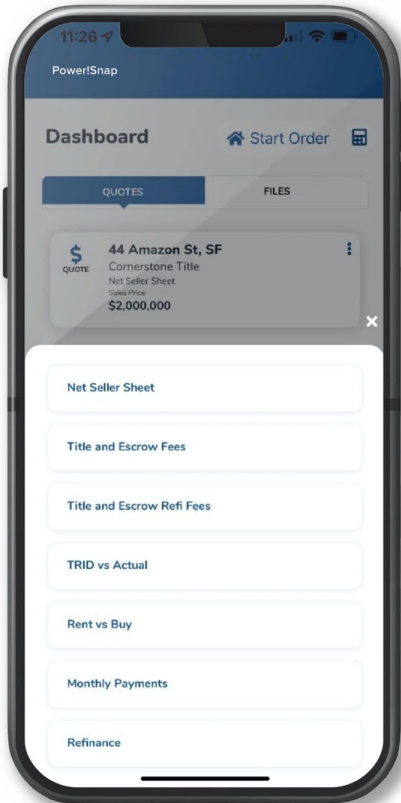 11:26
Power!Snap
Dashboard
Start Order
QUOTES
FILES
$
QUOTE
44 Amazon St, SF
Cornerstone Title
Net Seller Sheet
Sales Price
$2,000,000
Net Seller Sheet
Title and Escrow Fees
Title and Escrow Refi Fees
TRID vs Actual
Rent vs Buy
Monthly Payments
Refinance